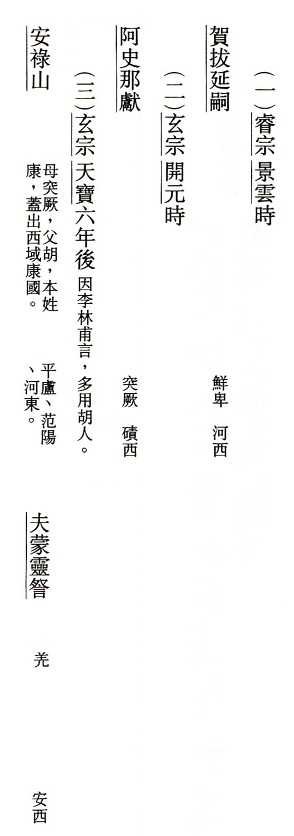 （一）睿宗景雲時
賀拔延嗣　鮮卑　河西
（二）玄宗開元時
阿史那獻　突厥　磧西
（三）玄宗天寶六年後因李林甫言，多用胡人。
安祿山　母突厥，父胡，本姓
康，蓋出西域康國。　平盧、范陽
、河東。　夫蒙靈詧　羌　安西